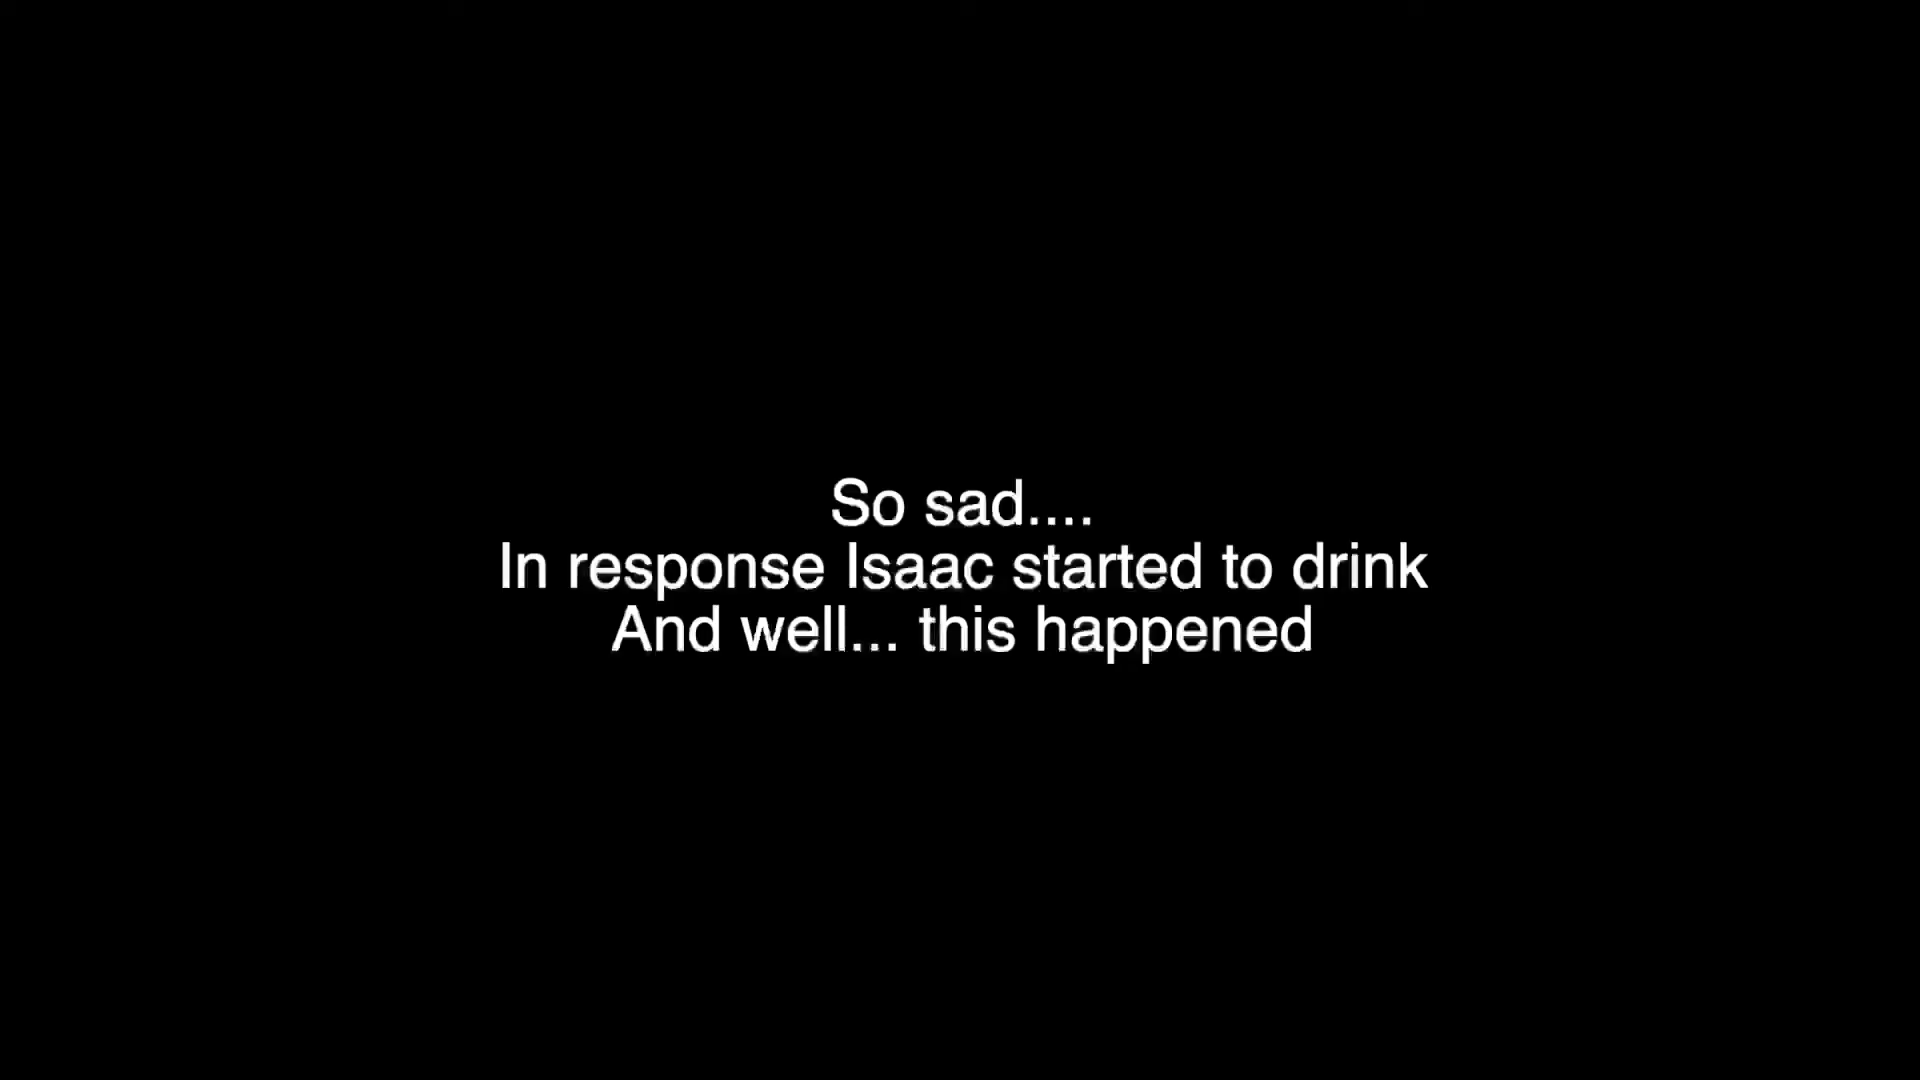 So sad....
In response Isaac started to drink
And well... this happened